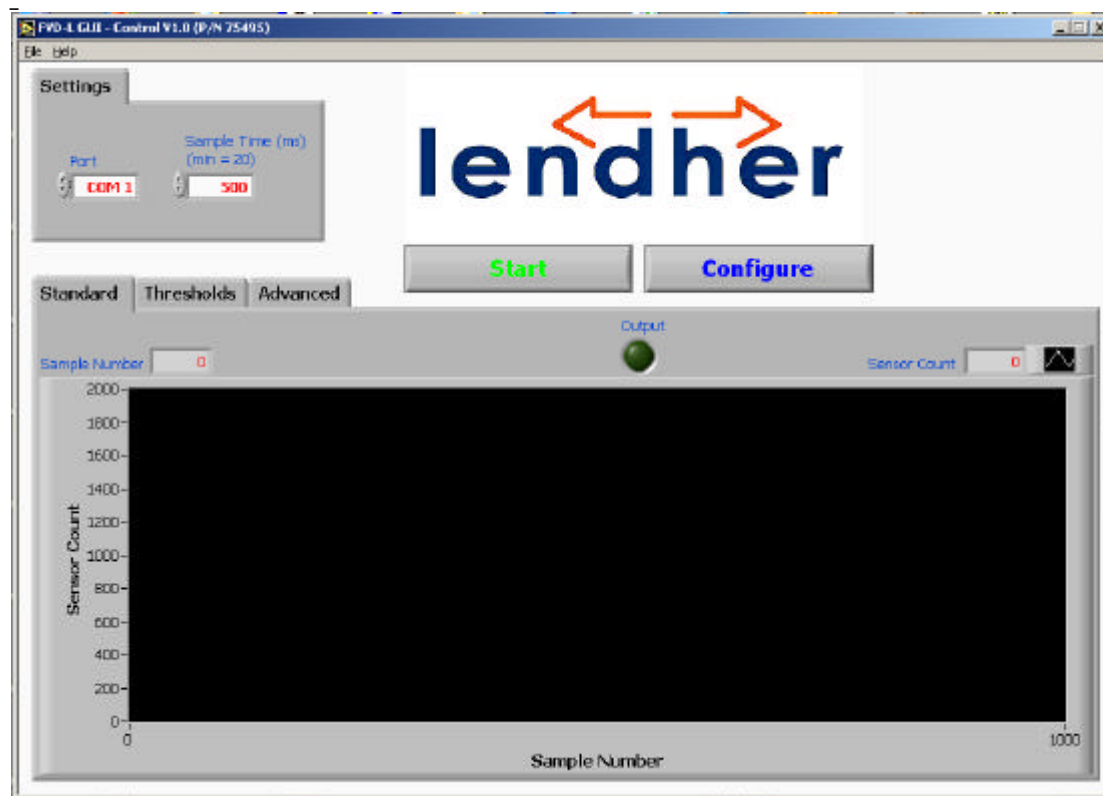 FVD-L GUI - Control V1.0 (P/N 25495)
File Help
Settings
Port
COM 1
Sample Time (ms)
(min = 20)
500
lendher
Start
Configure
Standard
Thresholds
Advanced
Output
Sample Number
0
Sensor Count
0
2000
1800
1600
1400
1200
1000
800
600
400
200
0
Sensor Count
0
1000
Sample Number